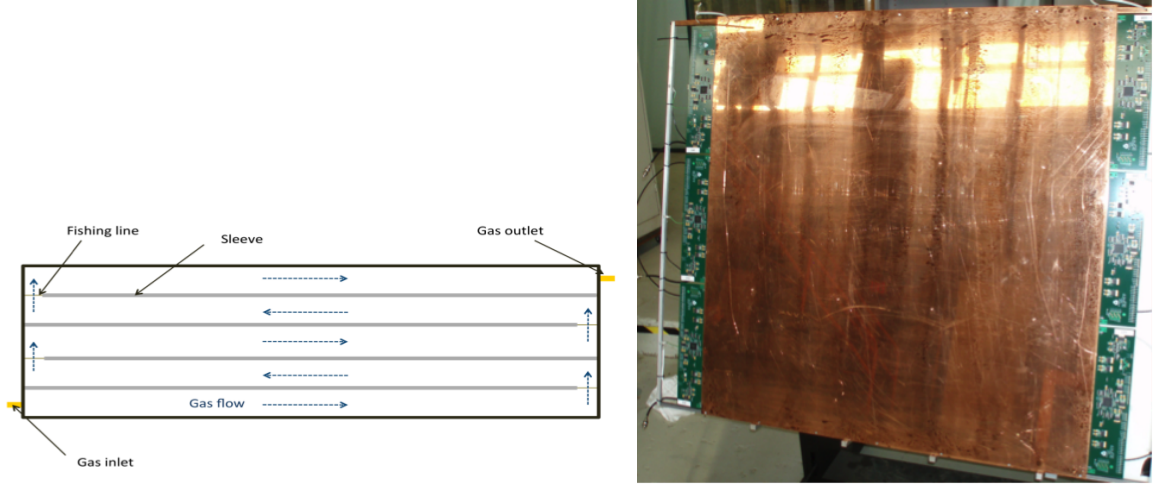 Fishing line
Sleeve
Gas outlet
Gas flow
Gas inlet